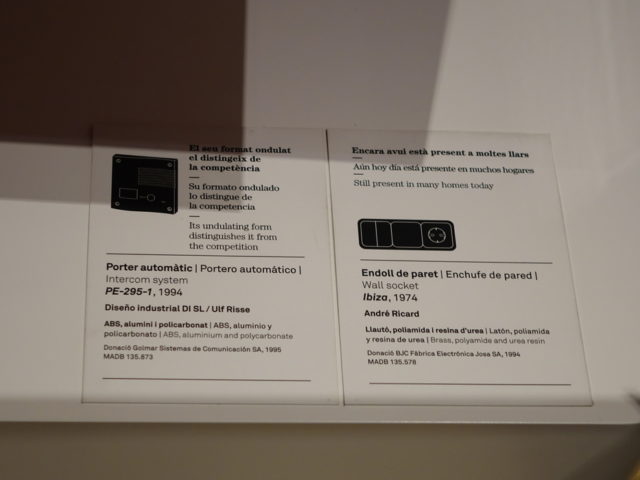 El seu format ondulat
el distingeix de
la competència
Su formato ondulado
lo distingue de
la competencia
Its undulating form
distinguishes it from
the competition
Porter automàtic | Portero automático |
Intercom system
PE-295-1, 1994
Diseño industrial DI SL / Ulf Risse
ABS, alumini i policarbonat | ABS, aluminio y
policarbonato | ABS, aluminium and polycarbonate
Donació Golmar Sistemas de Comunicación SA, 1995
MADB 135.873
Encara avui està present a moltes llars
Aún hoy día está presente en muchos hogares
Still present in many homes today
Endoll de paret | Enchufe de pared |
Wall socket
Ibiza, 1974
André Ricard
Llautó, poliamida i resina d'urea | Latón, poliamida
y resina de urea | Brass, polyamide and urea resin
Donació BJC Fàbrica Electrónica Josa SA, 1994
MADB 135.578